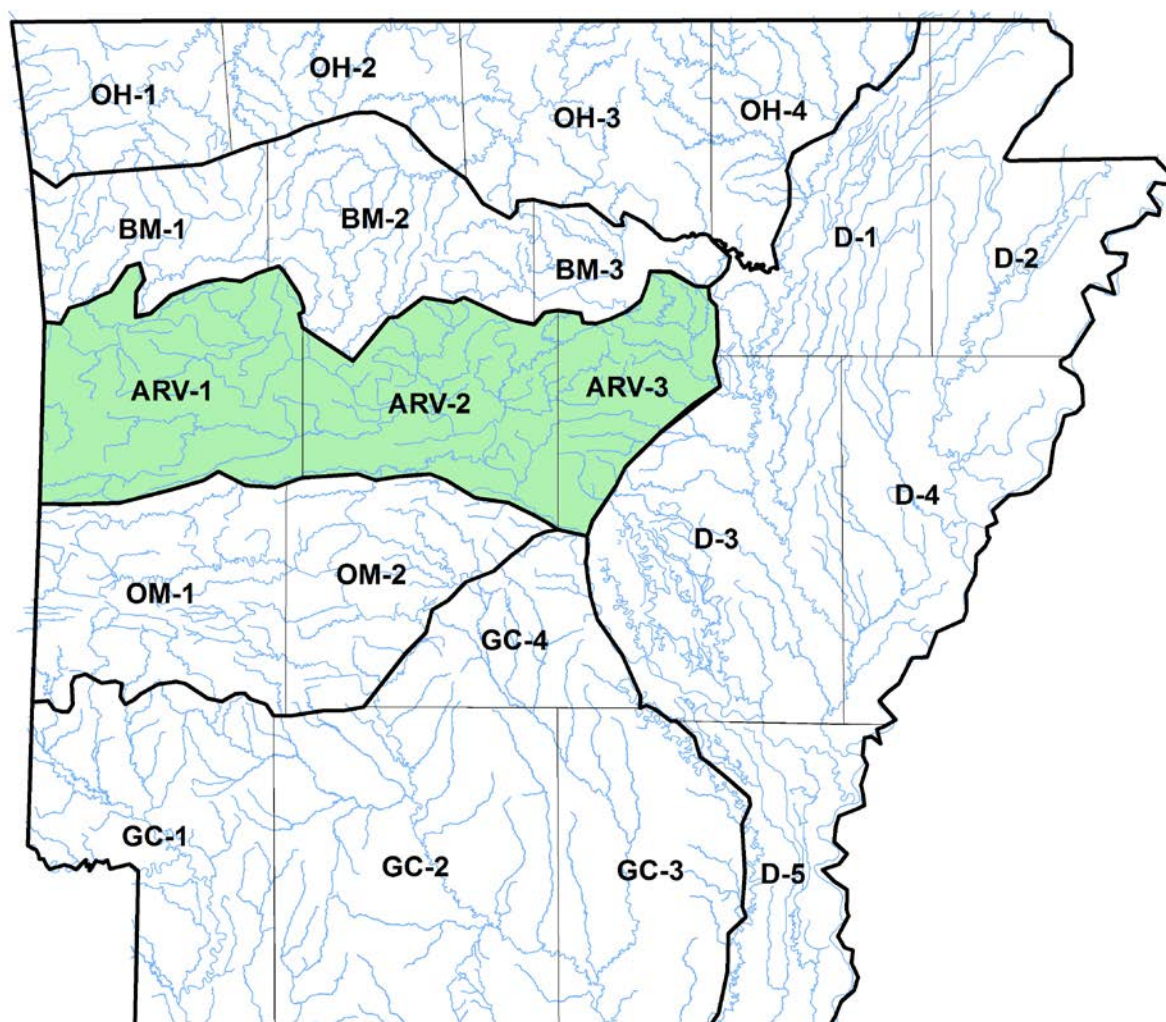 OH-1
OH-2
OH-3
OH-4
BM-1
BM-2
BM-3
D-1
D-2
ARV-1
ARV-2
ARV-3
D-3
D-4
OM-1
OM-2
GC-4
GC-1
GC-2
GC-3
D-5